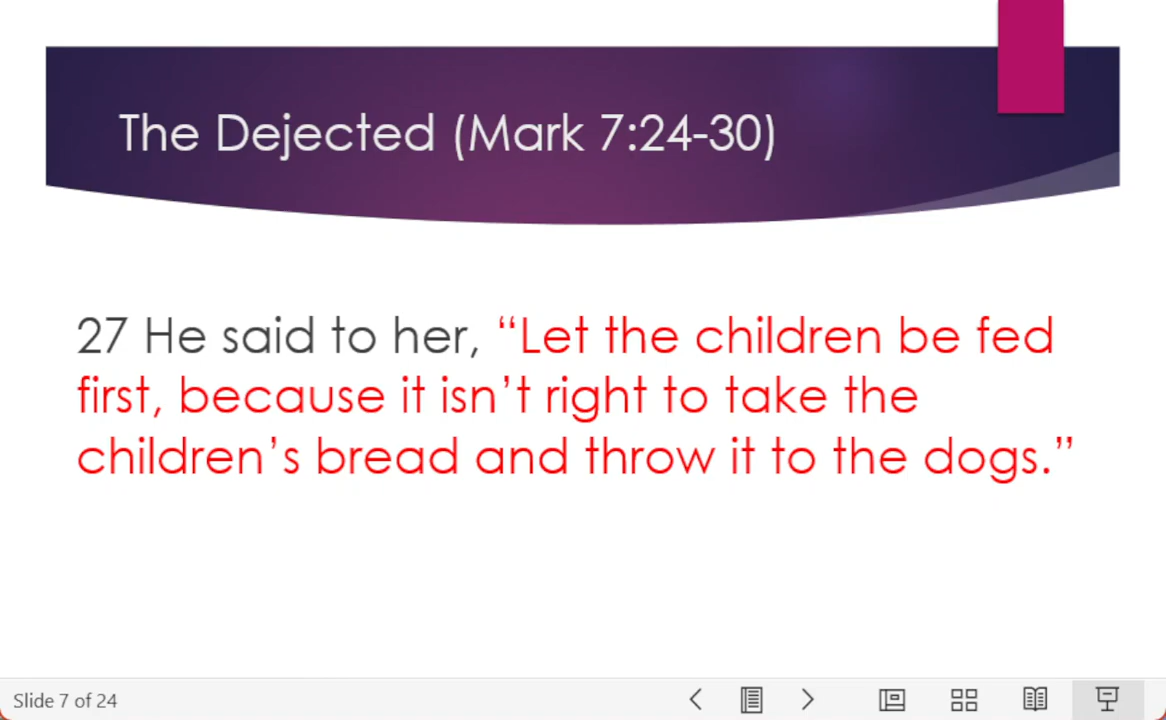 The Dejected (Mark 7:24-30)
27 He said to her, “Let the children be fed
first, because it isn’t right to take the
children’s bread and throw it to the dogs.”
Slide 7 of 24